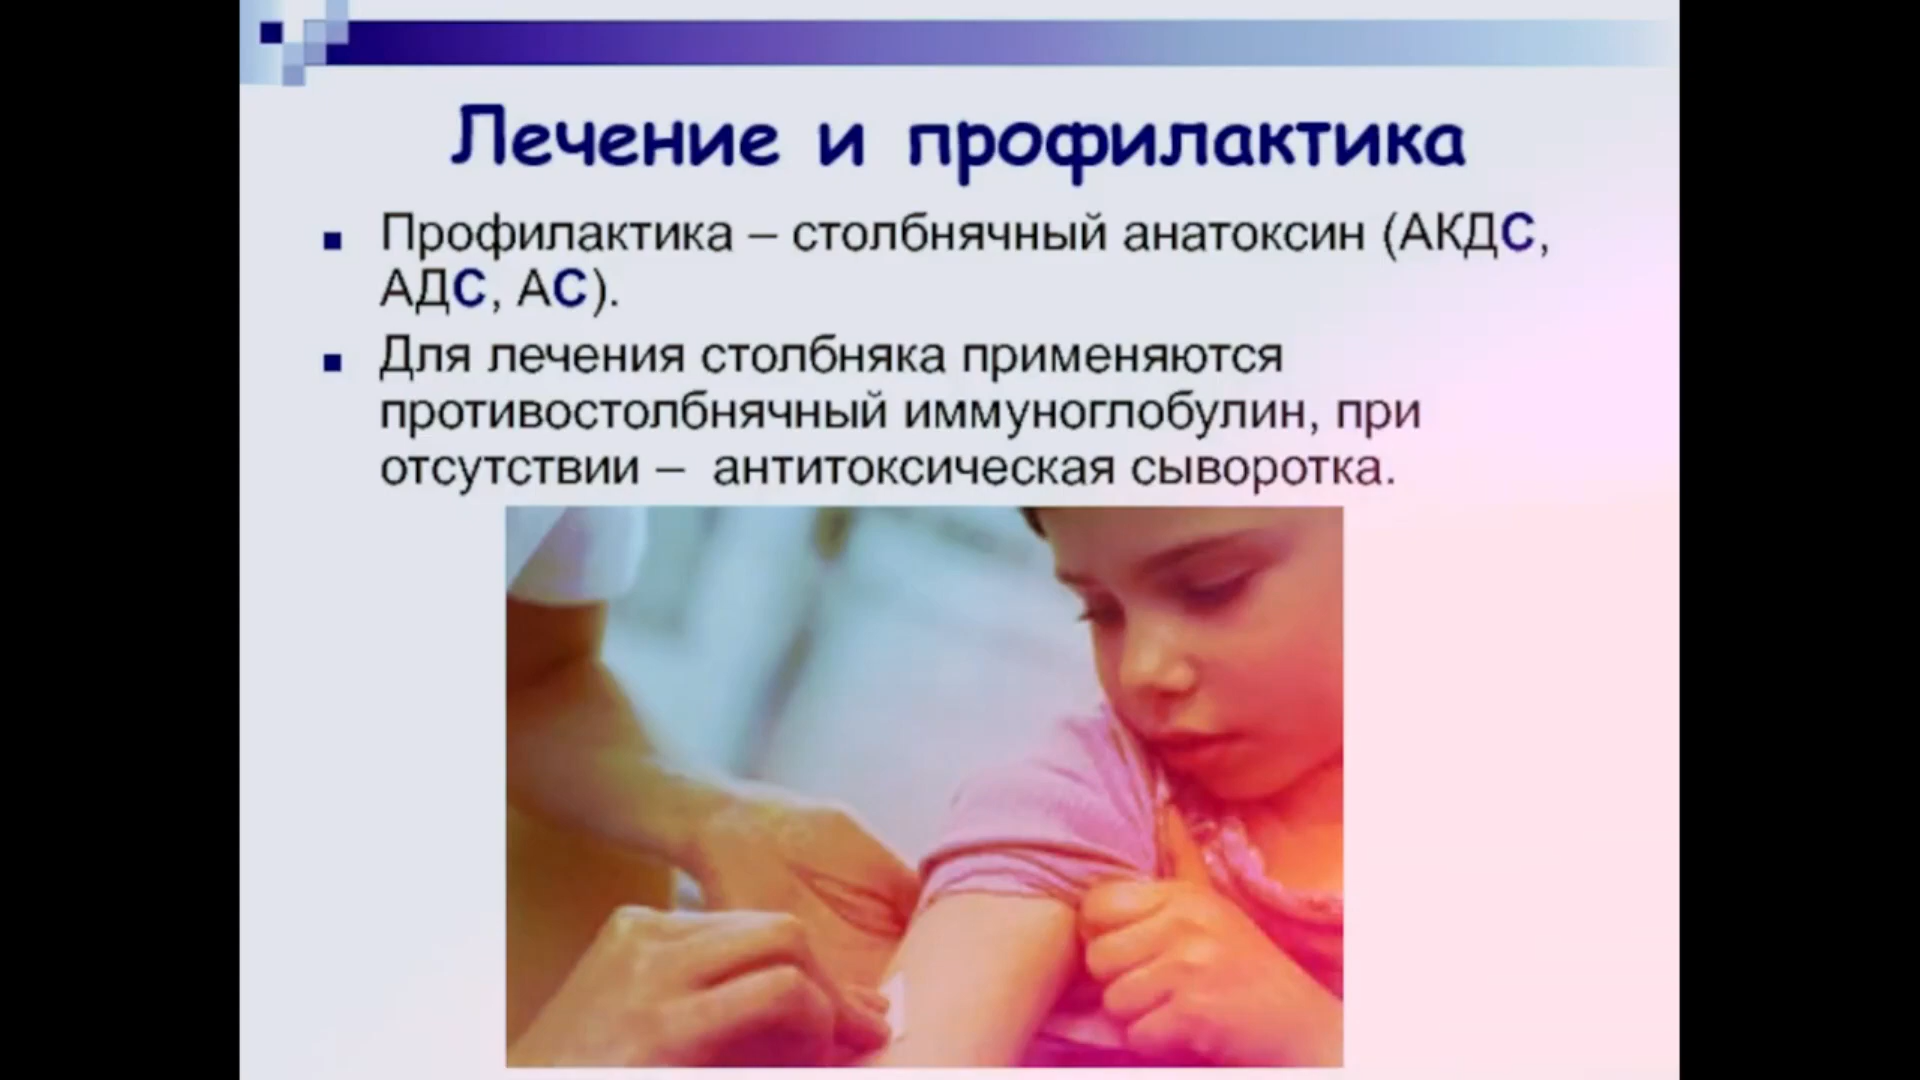 Лечение и профилактика
Профилактика – столбнячный анатоксин (АКДС,
АДС, АС).
Для лечения столбняка применяются
противостолбнячный иммуноглобулин, при
отсутствии – антитоксическая сыворотка.